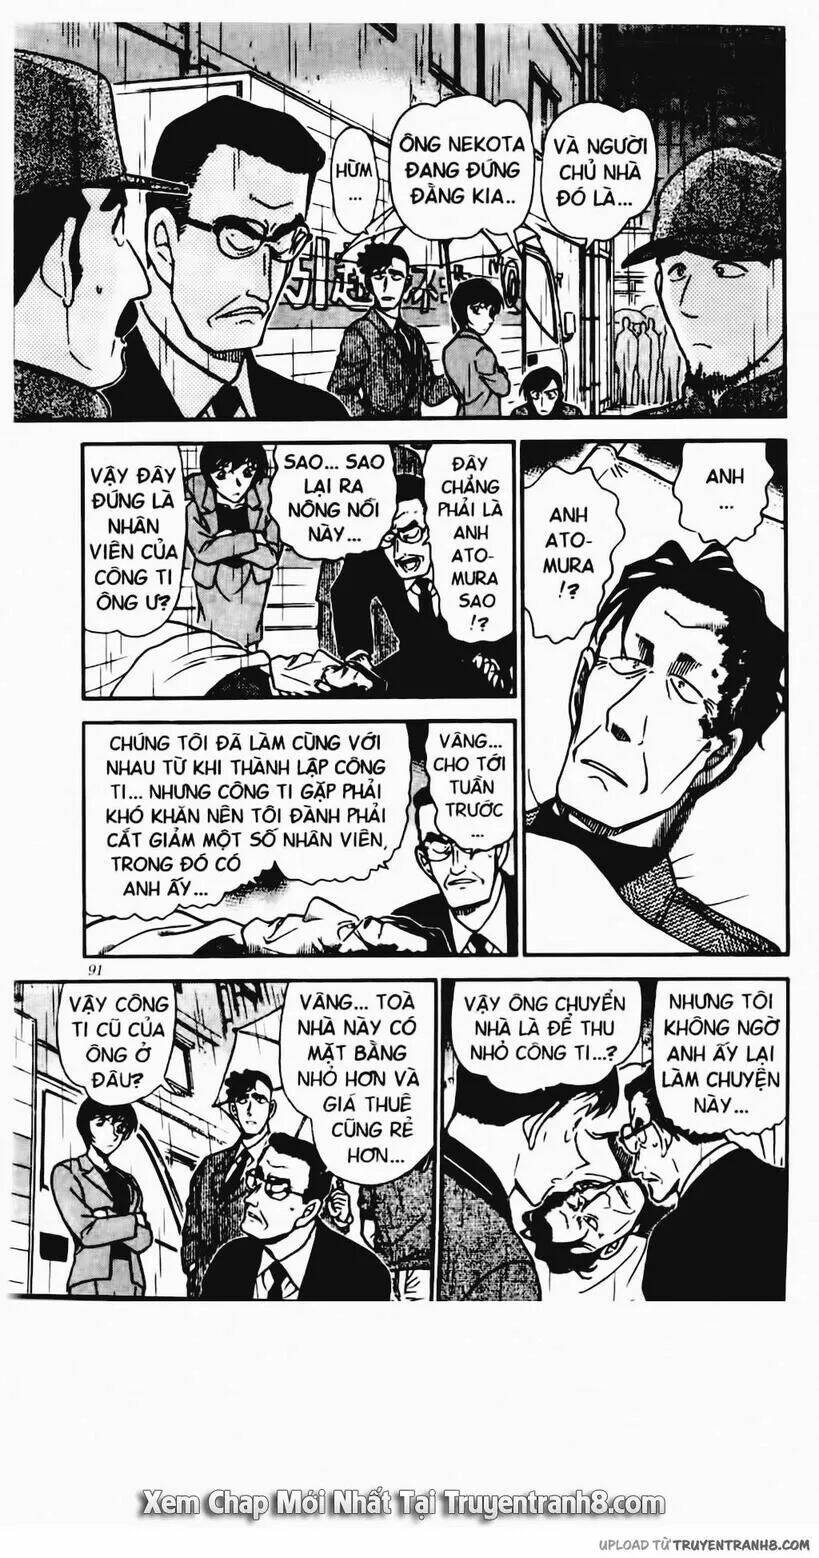 VÀ NGƯỜI
CHỦ NHÀ
ĐÓ LÀ...
ÔNG NEKOTA
ĐANG ĐỨNG
ĐẰNG KIA..
HỪM
...
引越
ANH
...
ANH
ATO-
MURA
!?
ĐÂY
CHẲNG
PHẢI LÀ
ANH
ATO-
MURA
SAO
!?
SAO... SAO
LẠI RA
NÔNG NỖI
NÀY...
VẬY ĐÂY
ĐÚNG LÀ
NHÂN
VIÊN CỦA
CÔNG TI
ÔNG Ư?
VÂNG...
CHO TỚI
TUẦN
TRƯỚC
...
CHÚNG TÔI ĐÃ LÀM CÙNG VỚI
NHAU TỪ KHI THÀNH LẬP CÔNG
TI... NHƯNG CÔNG TI GẶP PHẢI
KHÓ KHĂN NÊN TÔI ĐÀNH PHẢI
CẮT GIẢM MỘT SỐ NHÂN VIÊN,
TRONG ĐÓ CÓ
ANH ẤY...
91
NHƯNG TÔI
KHÔNG NGỜ
ANH ẤY LẠI
LÀM CHUYỆN
NÀY...
VẬY ÔNG CHUYỂN
NHÀ LÀ ĐỂ THU
NHỎ CÔNG TI...?
VÂNG... TOÀ
NHÀ NÀY CÓ
MẶT BẰNG
NHỎ HƠN VÀ
GIÁ THUÊ
CŨNG RẺ
HƠN...
VẬY CÔNG
TI CŨ CỦA
ÔNG Ở
ĐÂU?
Xem Chap Mới Nhất Tại Truyentranh8.com
UPLOAD TỪ TRUYENTRANH8.COM